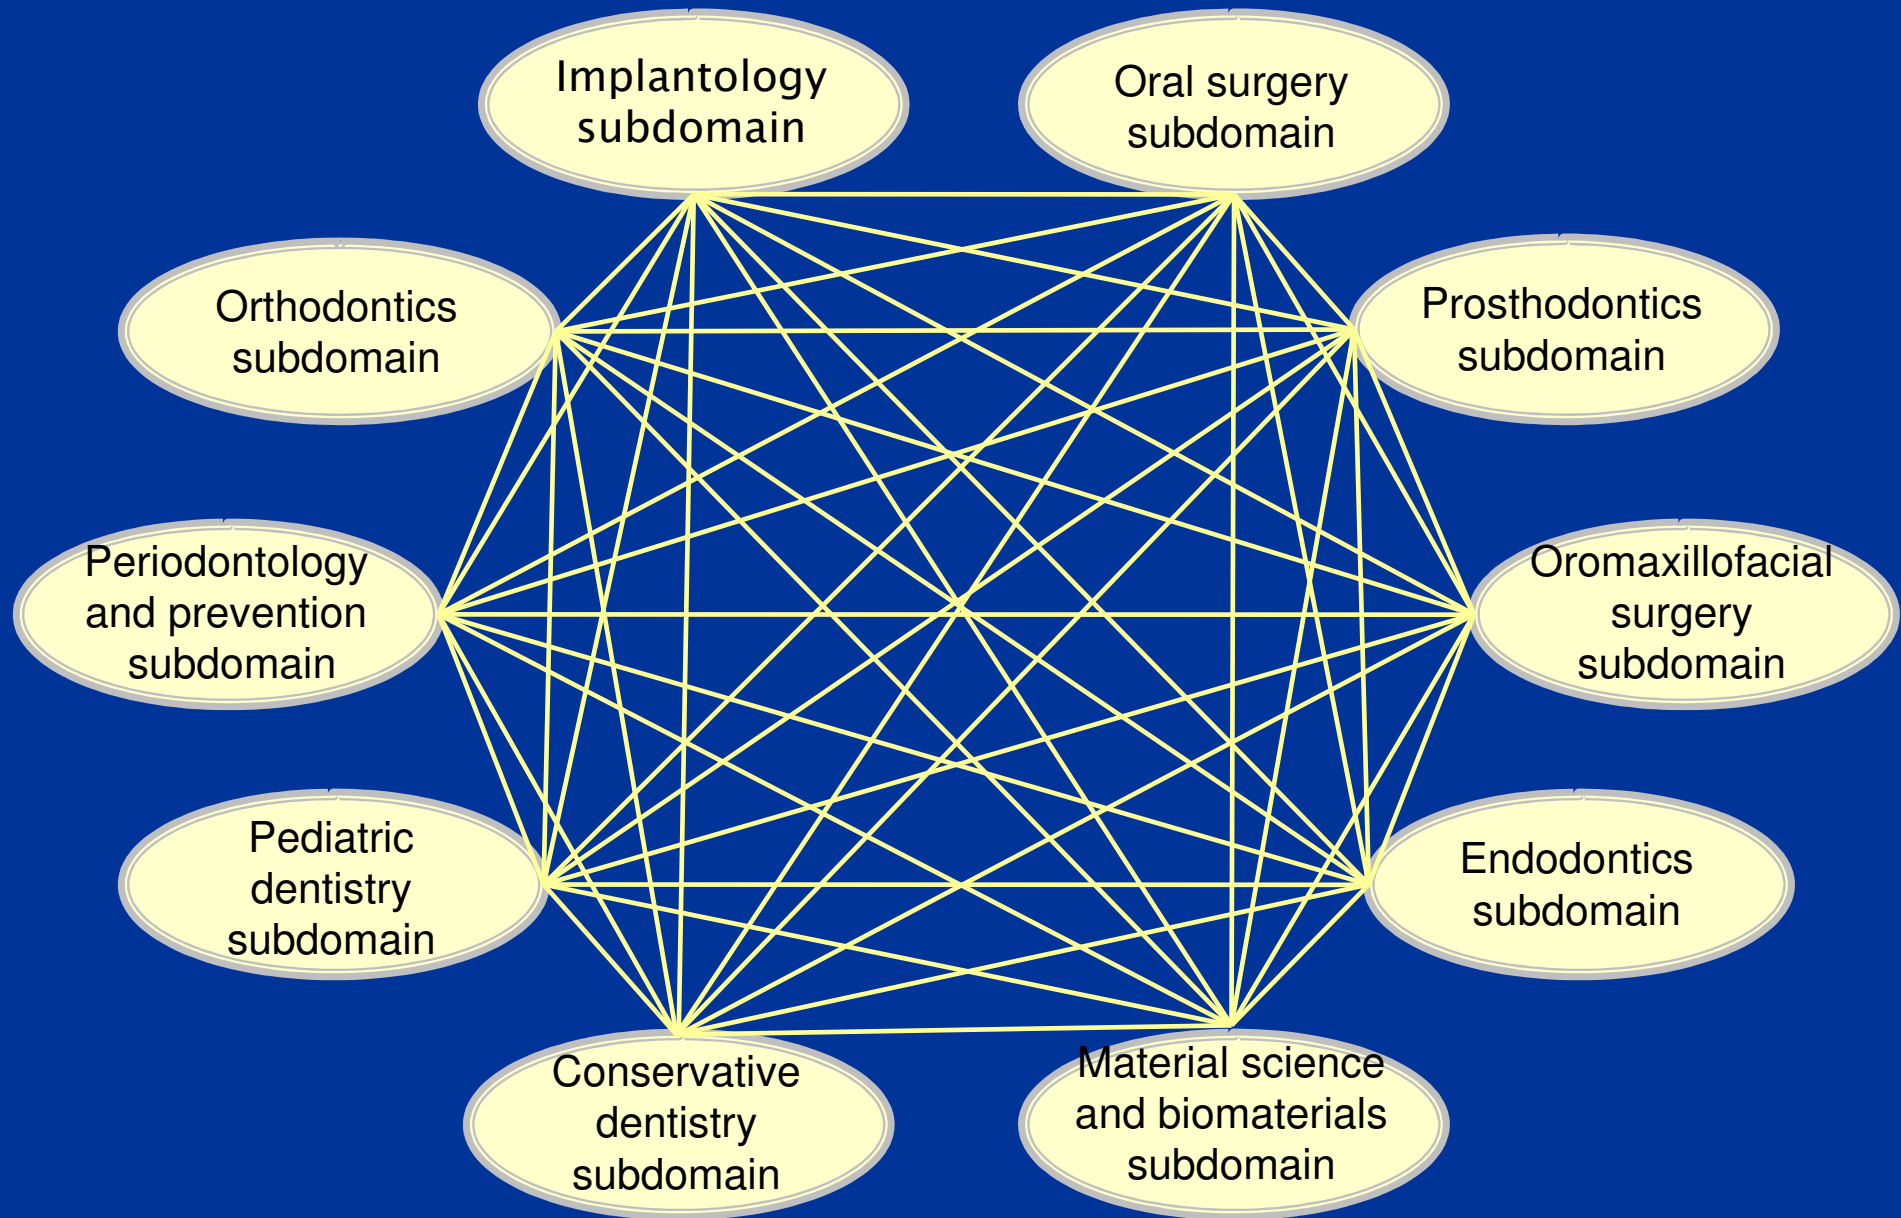 Implantology
subdomain
Oral surgery
subdomain
Orthodontics
subdomain
Prosthodontics
subdomain
Periodontology
and prevention
subdomain
Oromaxillofacial
surgery
subdomain
Pediatric
dentistry
subdomain
Endodontics
subdomain
Conservative
dentistry
subdomain
Material science
and biomaterials
subdomain